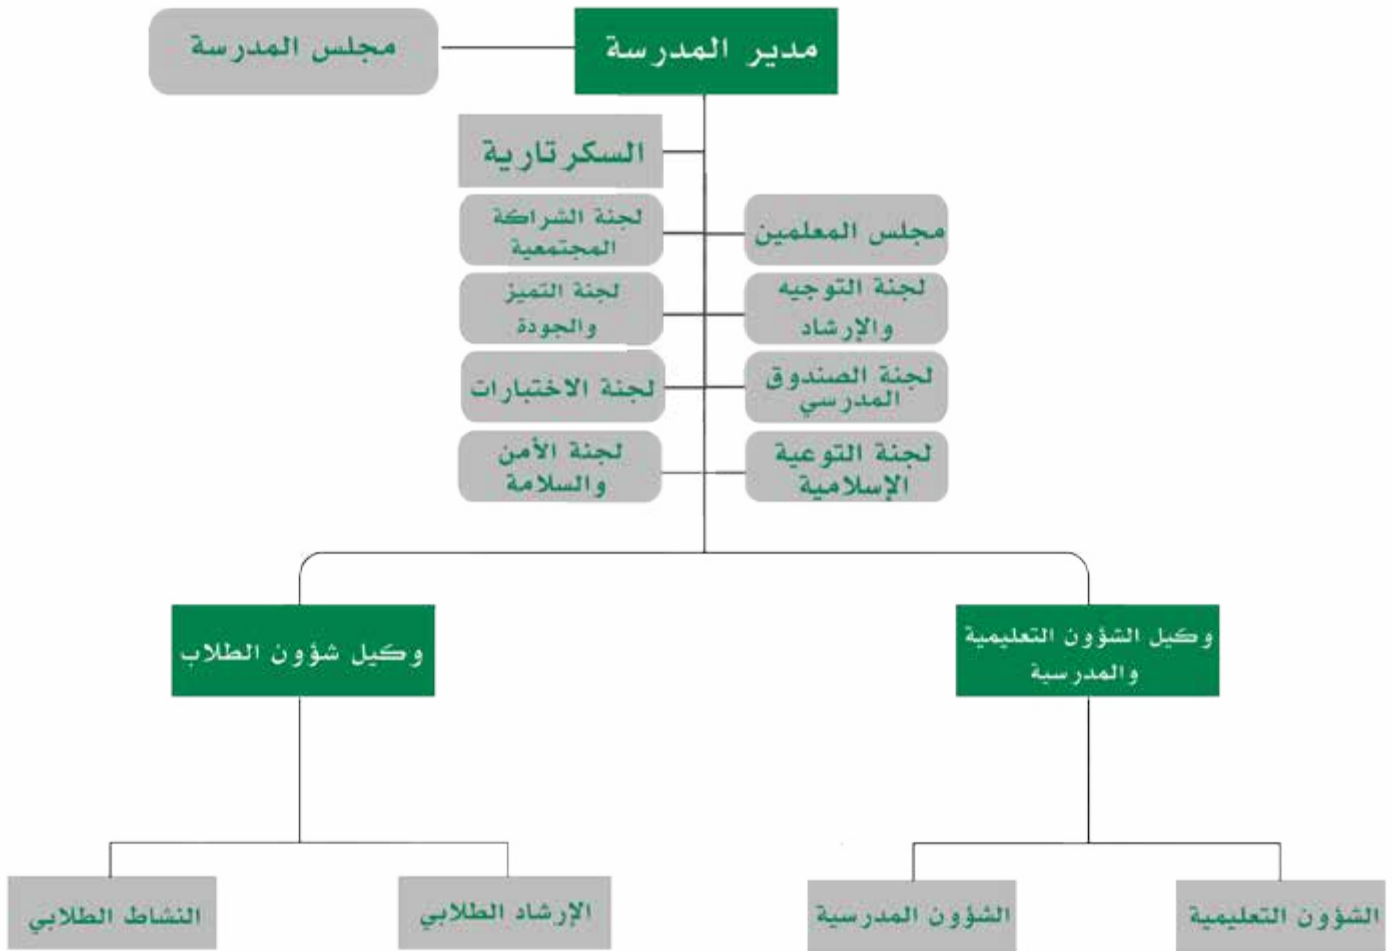 مدير المدرسة
مجلس المدرسة
السكرتارية
مجلس المعلمين
لجنة الشراكة
المجتمعية
لجنة التوجيه
والإرشاد
لجنة التميز
والجودة
لجنة الصندوق
المدرسي
لجنة الاختبارات
لجنة التوعية
الإسلامية
لجنة الأمن
والسلامة
وكيل الشؤون التعليمية
والمدرسية
وكيل شؤون الطلاب
الشؤون التعليمية
الشؤون المدرسية
الإرشاد الطلابي
النشاط الطلابي